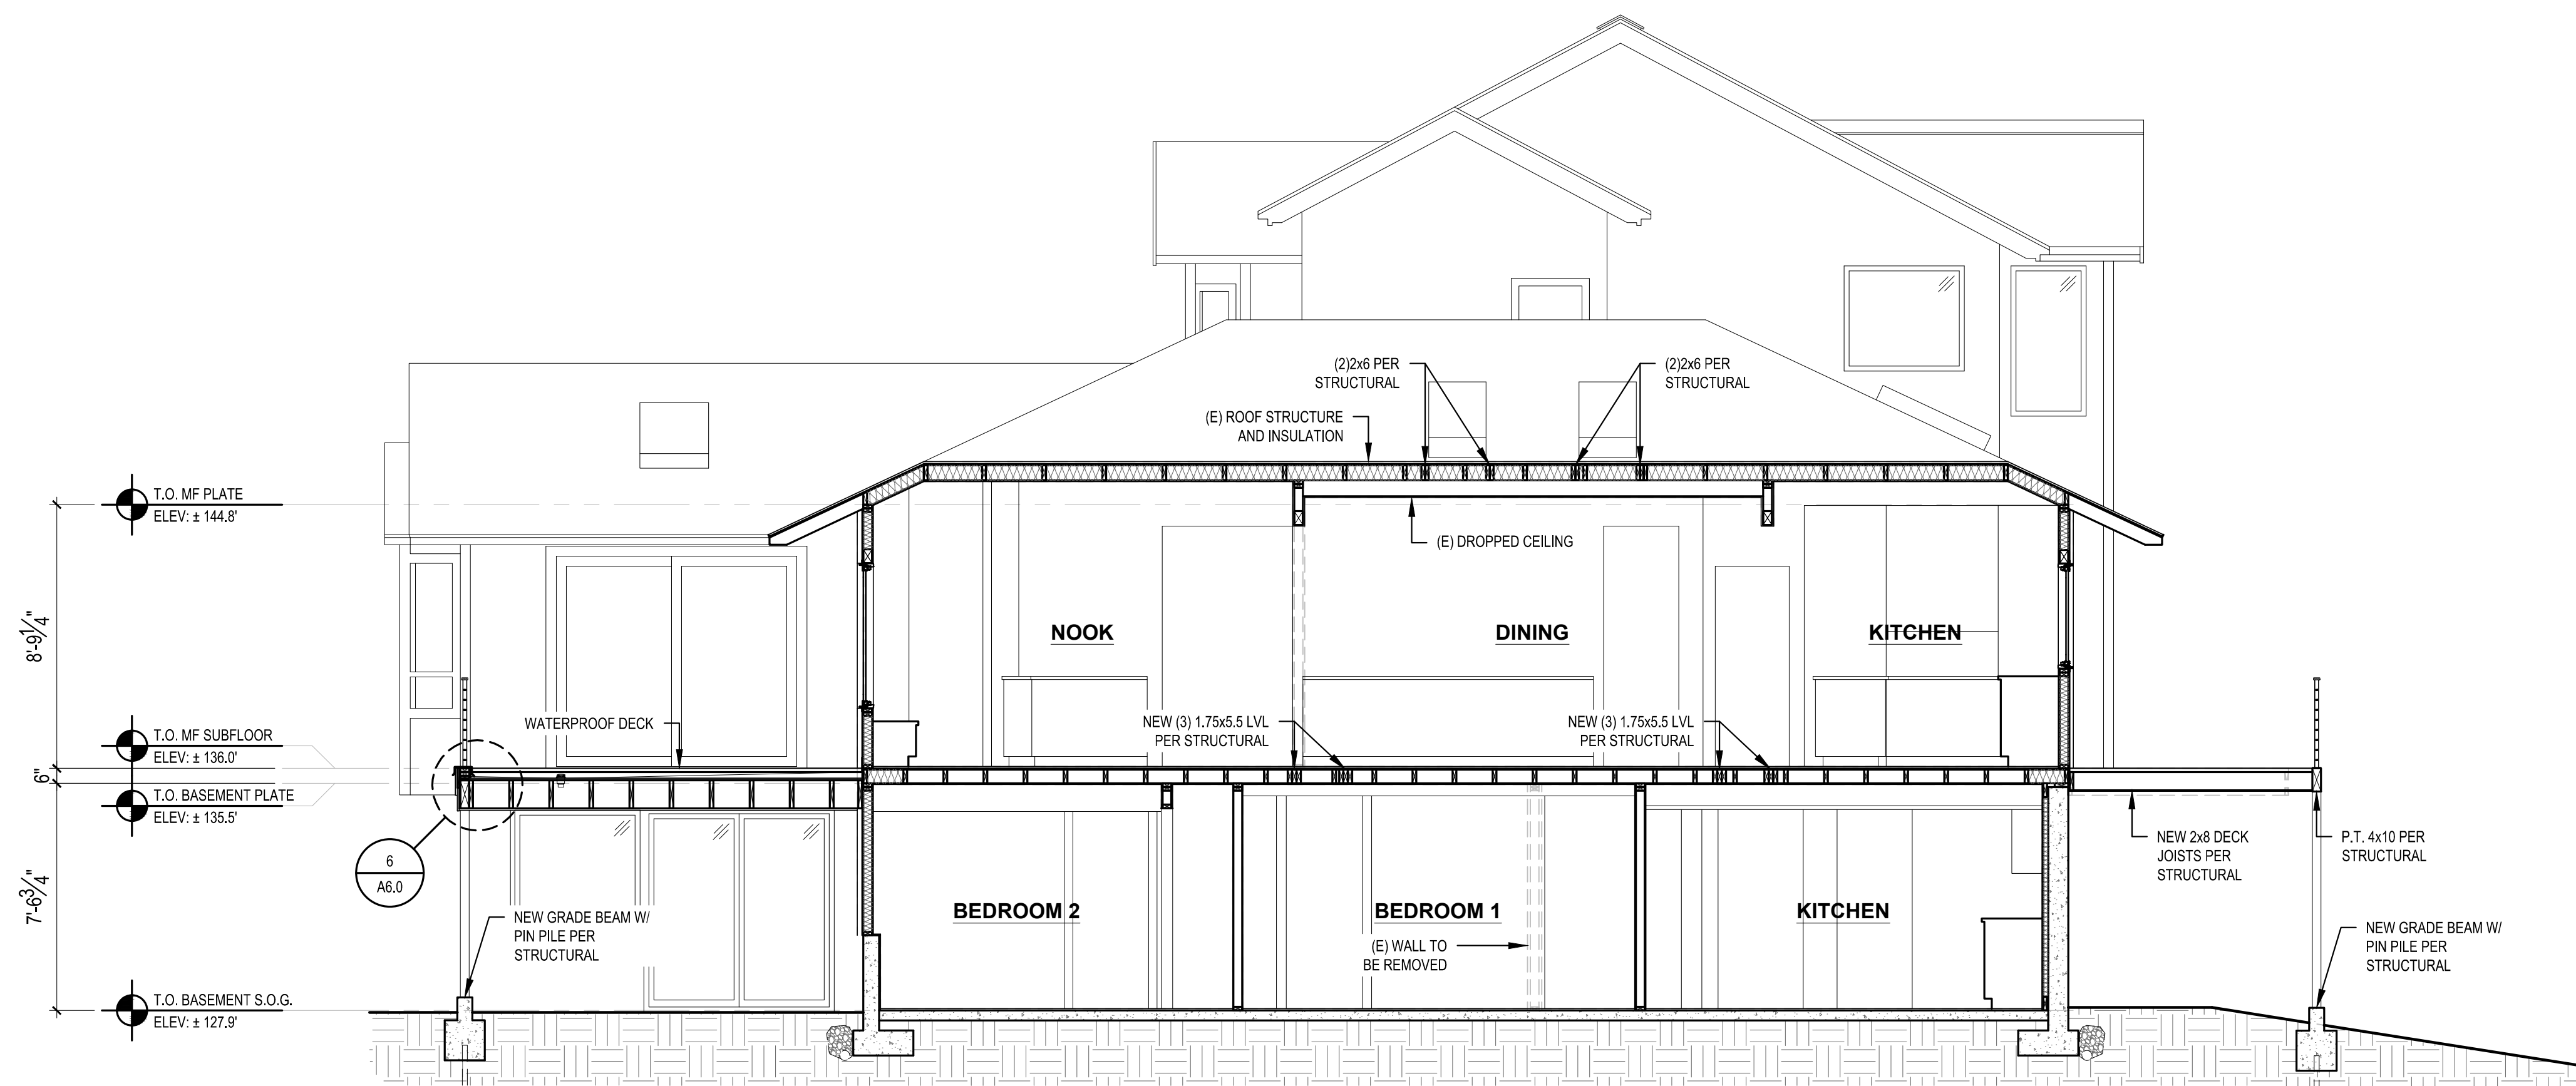 (2)2x6 PER
STRUCTURAL
(2)2x6 PER
STRUCTURAL
(E) ROOF STRUCTURE
AND INSULATION
T.O. MF PLATE
ELEV: ± 144.8'
(E) DROPPED CEILING
8'-9 1/4"
NOOK
DINING
KITCHEN
WATERPROOF DECK
NEW (3) 1.75x5.5 LVL
PER STRUCTURAL
NEW (3) 1.75x5.5 LVL
PER STRUCTURAL
T.O. MF SUBFLOOR
ELEV: ± 136.0'
6"
T.O. BASEMENT PLATE
ELEV: ± 135.5'
NEW 2x8 DECK
JOISTS PER
STRUCTURAL
P.T. 4x10 PER
STRUCTURAL
6
A6.0
7'-6 3/4"
BEDROOM 2
BEDROOM 1
KITCHEN
NEW GRADE BEAM W/
PIN PILE PER
STRUCTURAL
(E) WALL TO
BE REMOVED
NEW GRADE BEAM W/
PIN PILE PER
STRUCTURAL
T.O. BASEMENT S.O.G.
ELEV: ± 127.9'